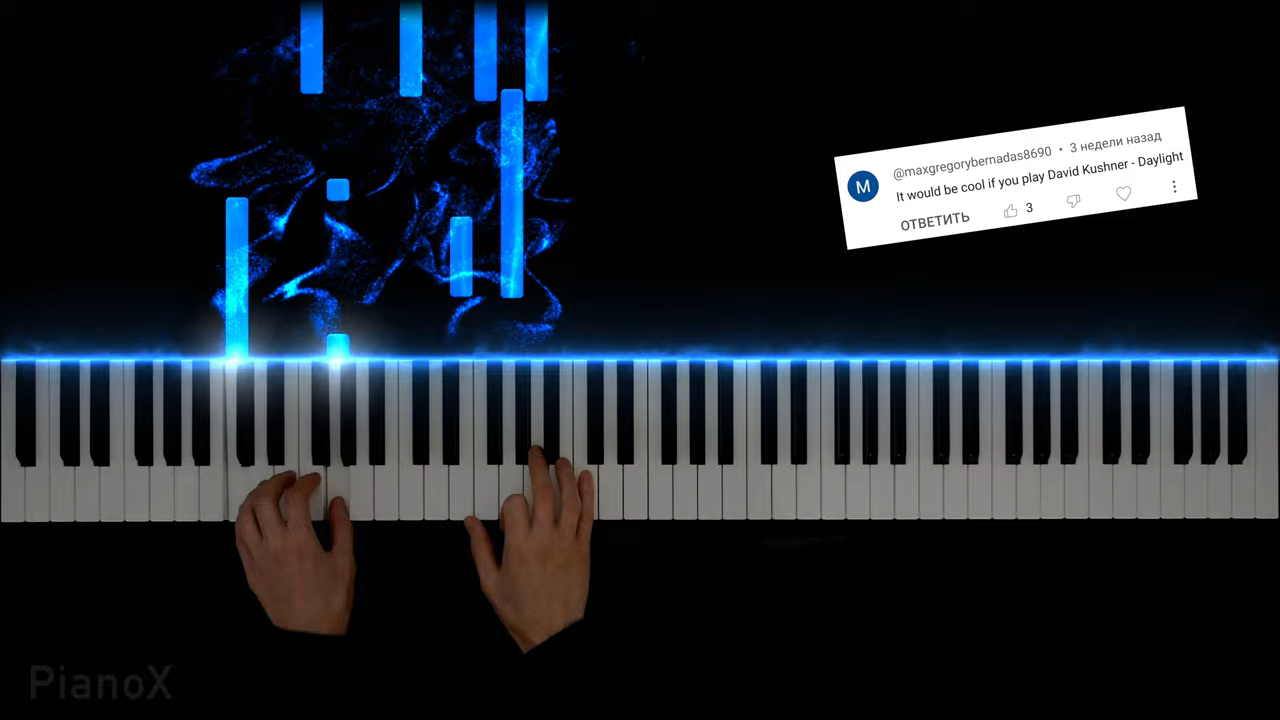 @maxgregorybernadas8690 • 3 недели назад
M
It would be cool if you play David Kushner - Daylight
ОТВЕТИТЬ 3
PianoX